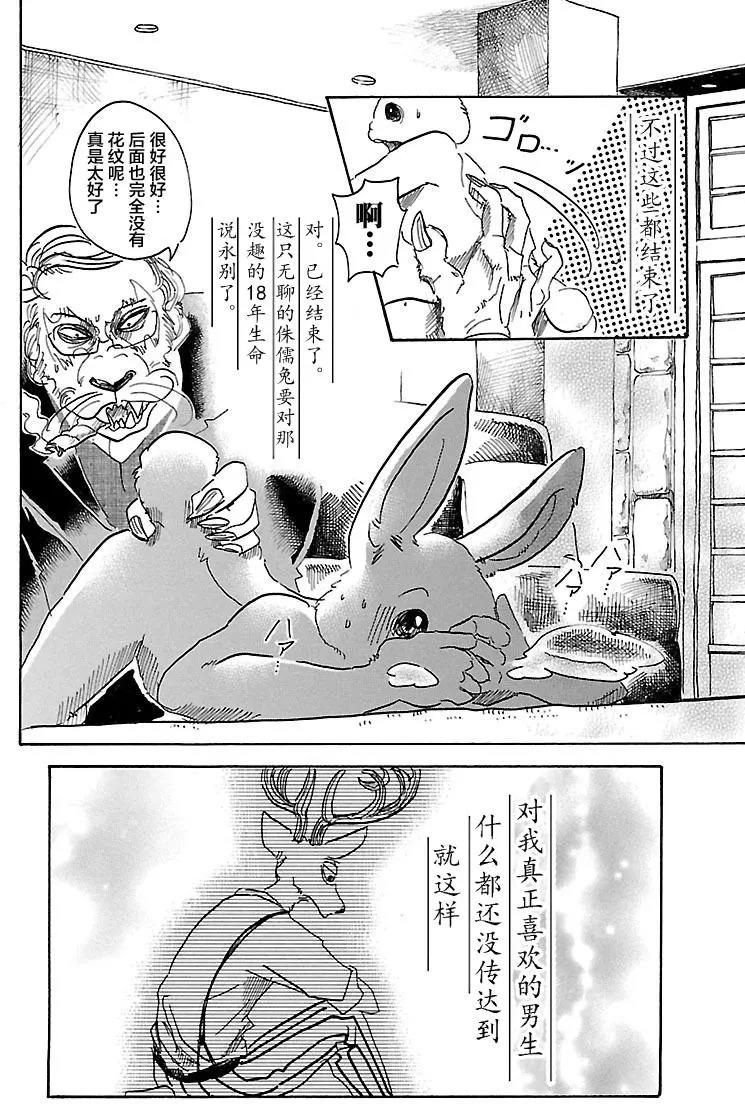 不过这些都结束了
ゴロ…
啊…
很好很好…
后面也完全没有
花纹呢…
真是太好了
对。已经结束了。
这只无聊的侏儒兔要对那
没趣的18年生命
说永别了。
ハァ
ハァ
ハァ
对我真正喜欢的男生
什么都还没传达到
就这样